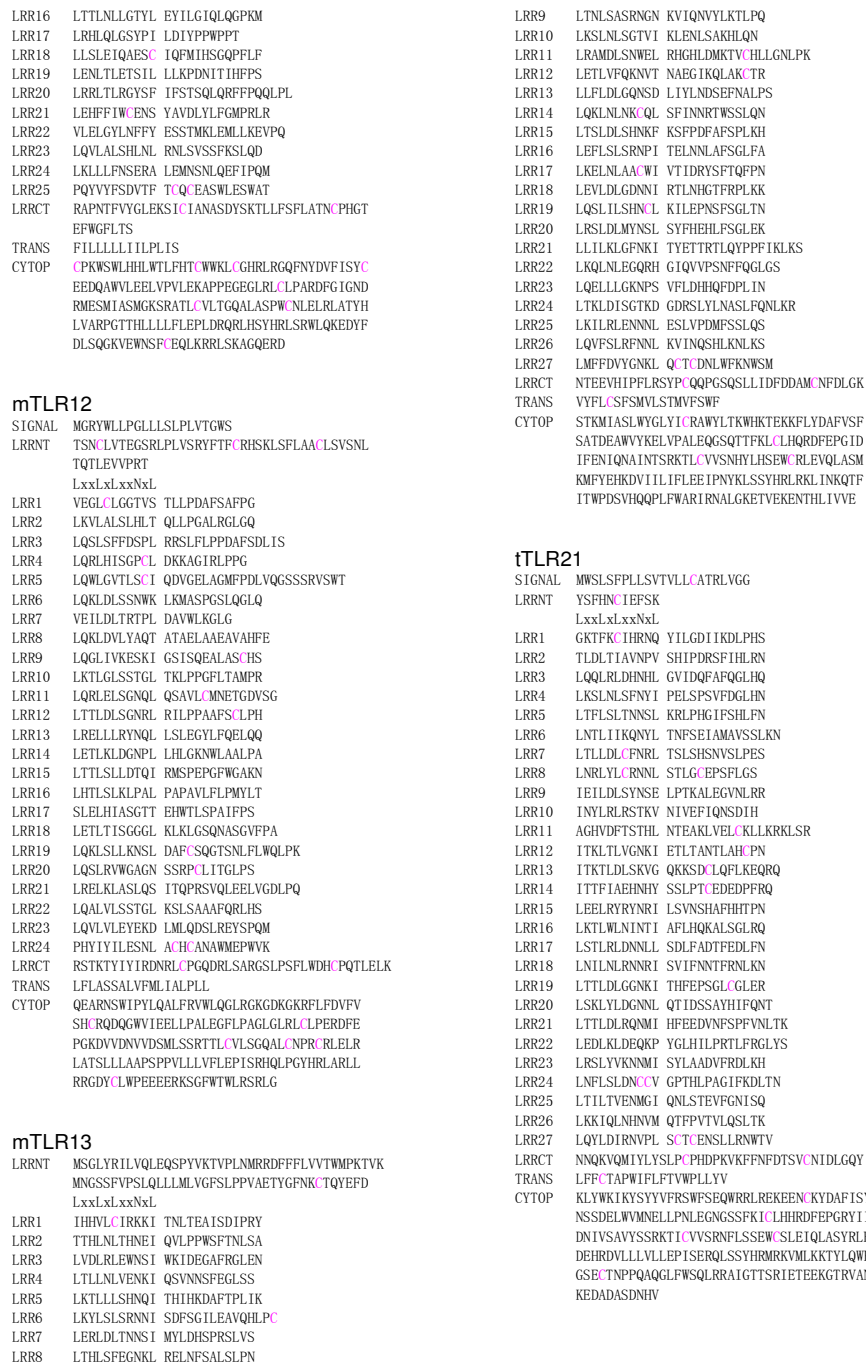 LRR16 LTTLNLLGTYL EYILGIQLQGPKM
LRR17 LRHLQLGSYPI LDIYPPWPPT
LRR18 LLSLEIQAESC IQFMIHSGQPFLF
LRR19 LENLTLETSIL LLKPDNITIHFPS
LRR20 LRRLTLRGYSF IFSTSQLQRFFPQQLPL
LRR21 LEHFFIWCENS YAVDLYLFGMPRLR
LRR22 VLELGYLNFFY ESSTMKLEMLLKEVPQ
LRR23 LQVLALSHLNL RNLSVSSFKSLQD
LRR24 LKLLLFNSERA LEMNSNLQEFIPQM
LRR25 PQYVYFSDVTF TCQCEASWLESWAT
LRRCT RAPNTFVYGLEKSICIANASDYSKTLLFSFLATNCPHGT
EFWGFLTS
TRANS FILLLLLIILPLIS
CYTOP CPKWSWLHHLWTLFHTCWWKLCGHRLRGQFNYDVFISYC
EEDQAWVLEELVPVLEKAPPEGEGLRLCLPARDFGIGND
RMESMIASMGKSRATLCVLTGQALASPWCNLELRLATYH
LVARPGTTHLLLLFLEPLDRQRLHSYHRLSRWLQKEDYF
DLSQGKVEWNSFCEQLKRRLSKAGQERD
mTLR12
SIGNAL MGRYWLLPGLLLSLPLVTGWS
LRRNT TSNCLVTEGSRLPLVSRYFTFCRHSKLSFLAACLSVSNL
TQTLEVVPRT
LxxLxLxxNxL
LRR1 VEGLCLGGTVS TLLPDAFSAFPG
LRR2 LKVLALSLHLT QLLPGALRGLGQ
LRR3 LQSLSFFDSPL RRSLFLPPDAFSDLIS
LRR4 LQRLHISGPCL DKKAGIRLPPG
LRR5 LQWLGVTLSCI QDVGELAGMFPDLVQGSSSRVSWT
LRR6 LQKLDLSSNWK LKMASPGSLQGLQ
LRR7 VEILDLTRTPL DAVWLKGLG
LRR8 LQKLDVLYAQT ATAELAAEAVAHFE
LRR9 LQGLIVKESKI GSISQEALASCHS
LRR10 LKTLGLSSTGL TKLPPGFLTAMPR
LRR11 LQRLELSGNQL QSAVLCMNETGDVSG
LRR12 LTTLDLSGNRL RILPPAAFSCLPH
LRR13 LRELLLRYNQL LSLEGYLFQELQQ
LRR14 LETLKLDGNPL LHLGKNWLAALPA
LRR15 LTTLSLLDTQI RMSPEPGFWGAKN
LRR16 LHTLSLKLPAL PAPAVLFLPMYLT
LRR17 SLELHIASGTT EHWTLSPAIFPS
LRR18 LETLTISGGGL KLKLGSQNASGVFPA
LRR19 LQKLSLLKNSL DAFCSQGTSNLFLWQLPK
LRR20 LQSLRVWGAGN SSRPCLITGLPS
LRR21 LRELKLASLQS ITQPRSVQLEELVGDLPQ
LRR22 LQALVLSSTGL KSLSAAAFQRLHS
LRR23 LQVLVLEYEKD LMLQDSLREYSPQM
LRR24 PHYIYILESNL ACHCANAWMEPWVK
LRRCT RSTKTYIYIRDNRLCPGQDRLSARGSLPSFLWDHCPQTLELK
TRANS LFLASSALVFMLIALPLL
CYTOP QEARNSWIPYLQALFRVWLQGLRGKGDKGKRFLFDVFV
SHCRQDQGWVIEELLPALEGFLPAGLGLRLCLPERDFE
PGKDVVDNVVDSMLSSRTTLCVLSGQALCNPRCRLELR
LATSLLLAAPSPPVLLLVFLEPISRHQLPGYHRLARLL
RRGDYCLWPEEEERKSGFWTWLRSRLG
mTLR13
LRRNT MSGLYRILVQLEQSPYVKTVPLNMRRDFFFLVVTWMPKTVK
MNGSSFVPSLQLLLMLVGFSLPPVAETYGFNKCTQYEFD
LxxLxLxxNxL
LRR1 IHHVLCIRKKI TNLTEAISDIPRY
LRR2 TTHLNLTHNEI QVLPPWSFTNLSA
LRR3 LVDLRLEWNSI WKIDEGAFRGLEN
LRR4 LTLLNLVENKI QSVNNSFEGLSS
LRR5 LKTLLLSHNQI THIHKDAFTPLIK
LRR6 LKYLSLSRNNI SDFSGILEAVQHLPC
LRR7 LERLDLTNNSI MYLDHSPRSLVS
LRR8 LTHLSFEGNKL RELNFSALSLPN
LRR9 LTNLSASRNGN KVIQNVYLKTLPQ
LRR10 LKSLNLSGTVI KLENLSAKHLQN
LRR11 LRAMDLSNWEL RHGHLDMKTVCHLLGNLPK
LRR12 LETLVFQKNVT NAEGIKQLAKCTR
LRR13 LLFLDLGQNSD LIYLNDSEFNALPS
LRR14 LQKLNLNKCQL SFINNRTWSSLQN
LRR15 LTSLDLSHNKF KSFPDFAFSPLKH
LRR16 LEFLSLSRNPI TELNNLAFSGLFA
LRR17 LKELNLAACWI VTIDRYSFTQFPN
LRR18 LEVLDLGDNNI RTLNHGTFRPLKK
LRR19 LQSLILSHNCL KILEPNSFSGLTN
LRR20 LRSLDLMYNSL SYFHEHLFSGLEK
LRR21 LLILKLGFNKI TYETTRTLQYPPFIKLKS
LRR22 LKQLNLEGQRH GIQVVPSNFFQGLGS
LRR23 LQELLLGKNPS VFLDHHQFDPLIN
LRR24 LTKLDISGTKD GDRSLYLNASLFQNLKR
LRR25 LKILRLENNNL ESLVPDMFSSLQS
LRR26 LQVFSLRFNNL KVINQSHLKNLKS
LRR27 LMFFDVYGNKL QCTCDNLWFKNWSM
LRRCT NTEEVHIPFLRSYPCQQPGSQSLLIDFDDAMCNFDLGK
TRANS VYFLCSFSMVLSTMVFSWF
CYTOP STKMIASLWYGLYICRAWYLTKWHKTEKKFLYDAFVSF
SATDEAWVYKELVPALEQGSQTTFKLCLHQRDFEPGID
IFENIQNAINTSRKTLCVVSNHYLHSEWCRLEVQLASM
KMFYEHKDVIILIFLEEIPNYKLSSYHRLRKLINKQTF
ITWPDSVHQQPLFWARIRNALGKETVEKENTHLIVVE
tTLR21
SIGNAL MWSLSFPLLSVTVLLCATRLVGG
LRRNT YSFHNCIEFSK
LxxLxLxxNxL
LRR1 GKTFKCIHRNQ YILGDIIKDLPHS
LRR2 TLDLTIAVNPV SHIPDRSFIHLRN
LRR3 LQQLRLDHNHL GVIDQFAFQGLHQ
LRR4 LKSLNLSFNYI PELSPSVFDGLHN
LRR5 LTFLSLTNNSL KRLPHGIFSHLFN
LRR6 LNTLIIKQNYL TNFSEIAMAVSSLKN
LRR7 LTLLDLCFNRL TSLSHSNVSLPES
LRR8 LNRLYLCRNNL STLGCEPSFLGS
LRR9 IEILDLSYNSE LPTKALEGVNLRR
LRR10 INYLRLRSTKV NIVEFIQNSDIH
LRR11 AGHVDFTSTHL NTEAKLVELCKLLKRKLSR
LRR12 ITKLTLVGNKI ETLTANTLAHCPN
LRR13 ITKTLDLSKVG QKKSDCLQFLKEQRQ
LRR14 ITTFIAEHNHY SSLPTCEDEDPFRQ
LRR15 LEELRYRYNRI LSVNSHAFHHTPN
LRR16 LKTLWLNINTI AFLHQKALSGLRQ
LRR17 LSTLRLDNNLL SDLFADTFEDLFN
LRR18 LNILNLRNNRI SVIFNNTFRNLKN
LRR19 LTTLDLGGNKI THFEPSGLCGLER
LRR20 LSKLYLDGNNL QTIDSSAYHIFQNT
LRR21 LTTLDLRQNMI HFEEDVNFSPFVNLTK
LRR22 LEDLKLDEQKP YGLHILPRTLFRGLYS
LRR23 LRSLYVKNNMI SYLAADVFRDLKH
LRR24 LNFLSLDNCCV GPTHLPAGIFKDLTN
LRR25 LTILTVENMGI QNLSTEVFGNISQ
LRR26 LKKIQLNHNVM QTFPVTVLQSLTK
LRR27 LQYLDIRNVPL SCTCENSLLRNWTV
LRRCT NNQKVQMIYLYSLPCPHDPKVKFFNFDTSVCNIDLGQY
TRANS LFFCTAPWIFLFTVWPLLYV
CYTOP KLYWKIKYSYYVFRSWFSEQWRRLREKEENCKYDAFISY
NSSDELWVMNELLPNLEGNGSSFKICLHHRDFEPGRYI
DNIVSAVYSSRKTICVVSRNFLSSEWCSLEIQLASYRL
DEHRDVLLLVLLEPISERQLSSYHRMRKVMLKKTYLQW
GSECTNPPQAQGLFWSQLRRAIGTTSRIETEEKGTRVA
KEDADASDNHV